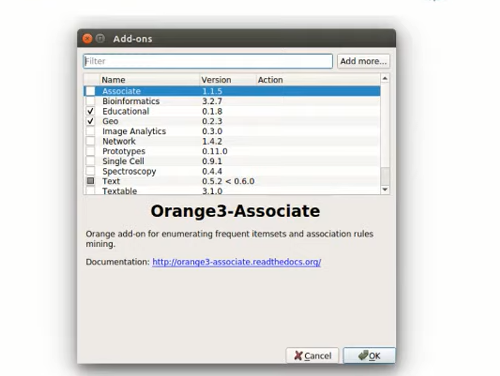 Add-ons
Filter
Add more...
Name Version Action
Associate 1.1.5
Bioinformatics 3.2.7
Educational 0.1.8
Geo 0.2.3
Image Analytics 0.3.0
Network 1.4.2
Prototypes 0.11.0
Single Cell 0.9.1
Spectroscopy 0.4.4
Text 0.5.2 < 0.6.0
Textable 3.1.0
Orange3-Associate
Orange add-on for enumerating frequent itemsets and association rules
mining.
Documentation: http://orange3-associate.readthedocs.org/
Cancel OK